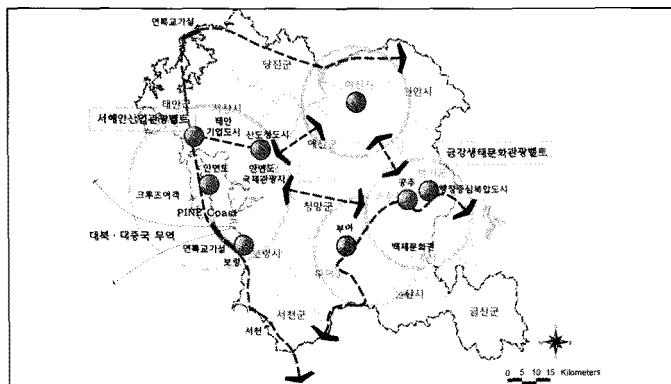 연륙교가설
당진군
아산시
천안시
태안군
서산시
서해안산업관광벨트
태안
기업도시
신도청도시
예산군
금강생태문화관광벨트
안면도
안면도
국제관광지
공주
행정중심복합도시
크루즈여객
청양군
PINE Coast
부여
대북·대중국 무역
연륙교가설
보령
보령시
백제문화권
서천군
금산군
서천
0 5 10 15 Kilometers